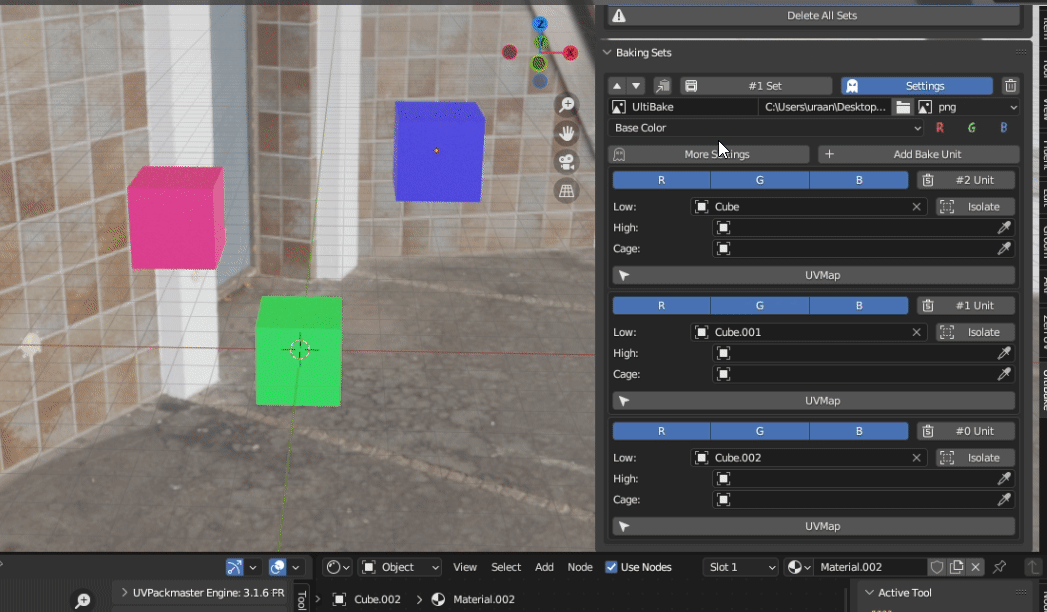 Delete All Sets
Baking Sets
#1 Set Settings
UltiBake C:\Users\uraan\Desktop... png
Base Color R G B
More Settings + Add Bake Unit
R G B #2 Unit
Low: Cube Isolate
High:
Cage:
UVMap
R G B #1 Unit
Low: Cube.001 Isolate
High:
Cage:
UVMap
R G B #0 Unit
Low: Cube.002 Isolate
High:
Cage:
UVMap
Z
Y
X
Object View Select Add Node Use Nodes Slot 1 Material.002
UVPackmaster Engine: 3.1.6 PR
Tool
Cube.002 > Material.002
Active Tool